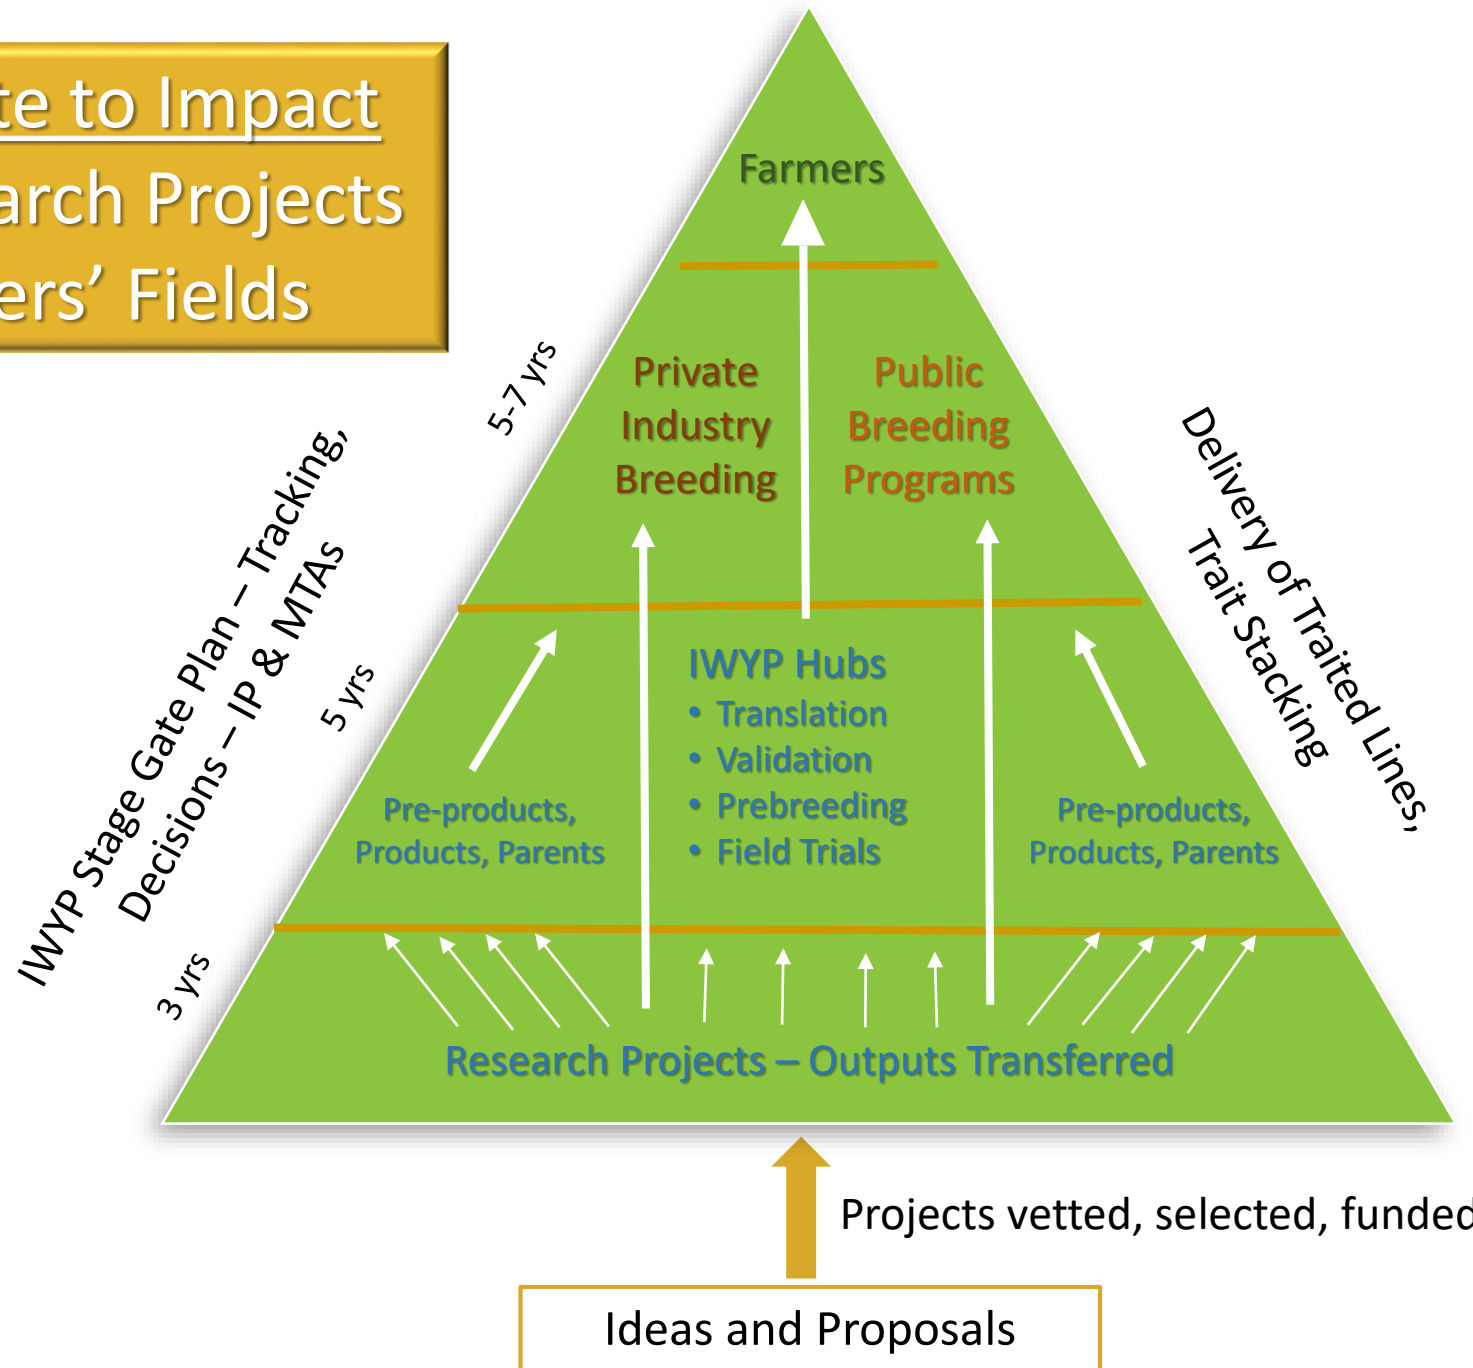 te to Impact
arch Projects
ers’ Fields
Farmers
5-7 yrs
Private
Industry
Breeding
Public
Breeding
Programs
IWYP Stage Gate Plan – Tracking,
Decisions – IP & MTAs
Delivery of Traited Lines,
Trait Stacking
5 yrs
IWYP Hubs
• Translation
• Validation
• Prebreeding
• Field Trials
Pre-products,
Products, Parents
Pre-products,
Products, Parents
3 yrs
Research Projects – Outputs Transferred
Projects vetted, selected, funded
Ideas and Proposals